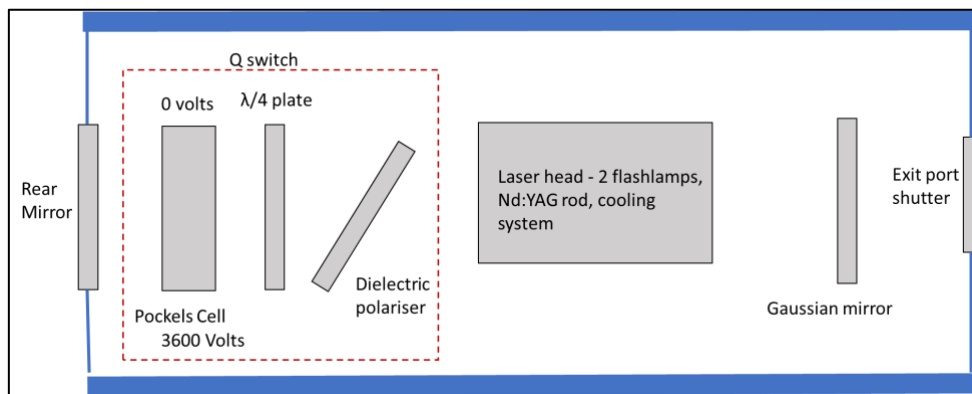 Q switch
0 volts
λ/4 plate
Rear
Mirror
Laser head - 2 flashlamps,
Nd:YAG rod, cooling
system
Exit port
shutter
Dielectric
polariser
Pockels Cell
3600 Volts
Gaussian mirror